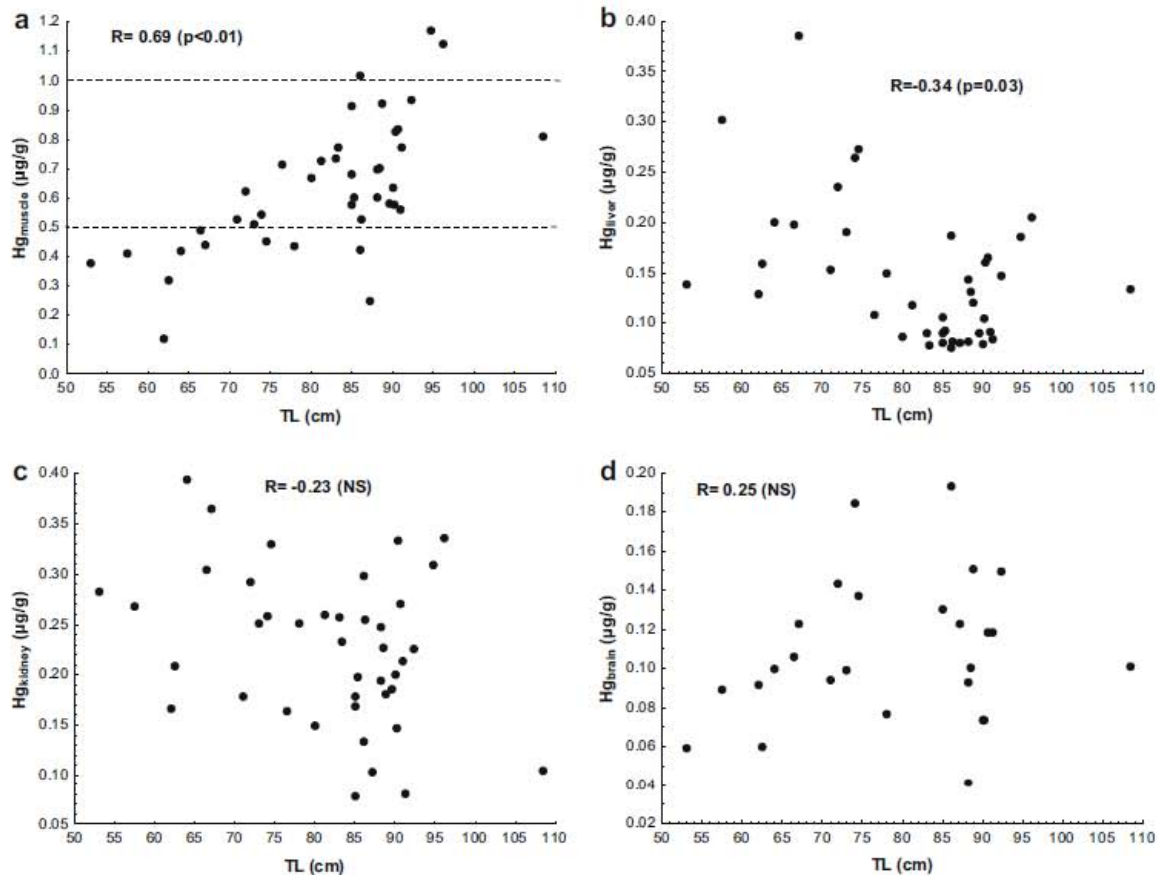 a
R= 0.69 (p<0.01)
Hgmuscle (µg/g)
1.2
1.1
1.0
0.9
0.8
0.7
0.6
0.5
0.4
0.3
0.2
0.1
0.0
50 55 60 65 70 75 80 85 90 95 100 105 110
TL (cm)
b
R=-0.34 (p=0.03)
Hgliver (µg/g)
0.40
0.35
0.30
0.25
0.20
0.15
0.10
0.05
50 55 60 65 70 75 80 85 90 95 100 105 110
TL (cm)
c
R= -0.23 (NS)
Hgkidney (µg/g)
0.40
0.35
0.30
0.25
0.20
0.15
0.10
0.05
50 55 60 65 70 75 80 85 90 95 100 105 110
TL (cm)
d
R= 0.25 (NS)
Hgbrain (µg/g)
0.20
0.18
0.16
0.14
0.12
0.10
0.08
0.06
0.04
0.02
50 55 60 65 70 75 80 85 90 95 100 105 110
TL (cm)